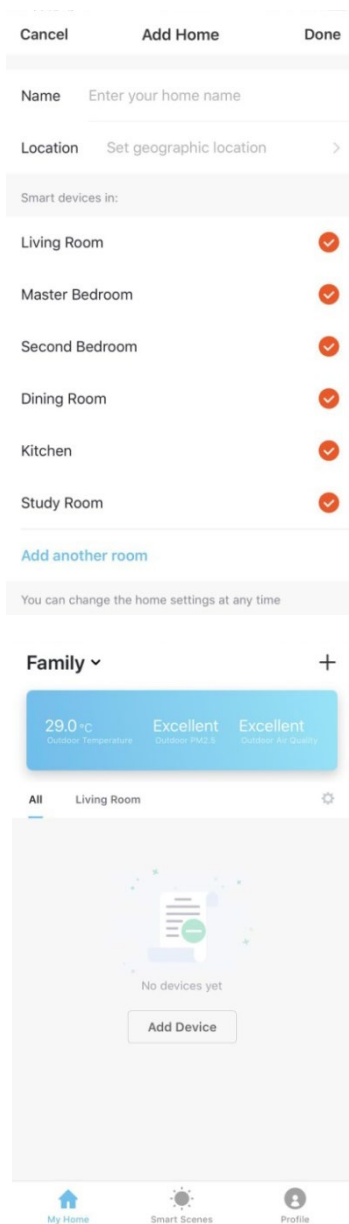 Cancel Add Home Done
Name Enter your home name
Location Set geographic location
Smart devices in:
Living Room
Master Bedroom
Second Bedroom
Dining Room
Kitchen
Study Room
Add another room
You can change the home settings at any time
Family
29.0 °C Excellent Excellent
Outdoor Temperature Outdoor PM2.5 Outdoor Air Quality
All Living Room
No devices yet
Add Device
My Home Smart Scenes Profile